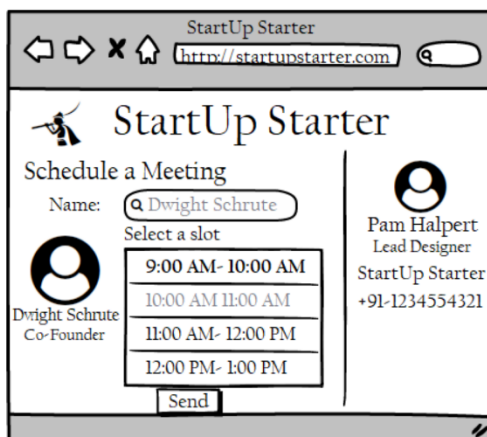 StartUp Starter
http://startupstarter.com
StartUp Starter
Schedule a Meeting
Name: Dwight Schrute
Select a slot
9:00 AM- 10:00 AM
10:00 AM 11:00 AM
11:00 AM- 12:00 PM
12:00 PM- 1:00 PM
Send
Dwight Schrute
Co-Founder
Pam Halpert
Lead Designer
StartUp Starter
+91-1234554321